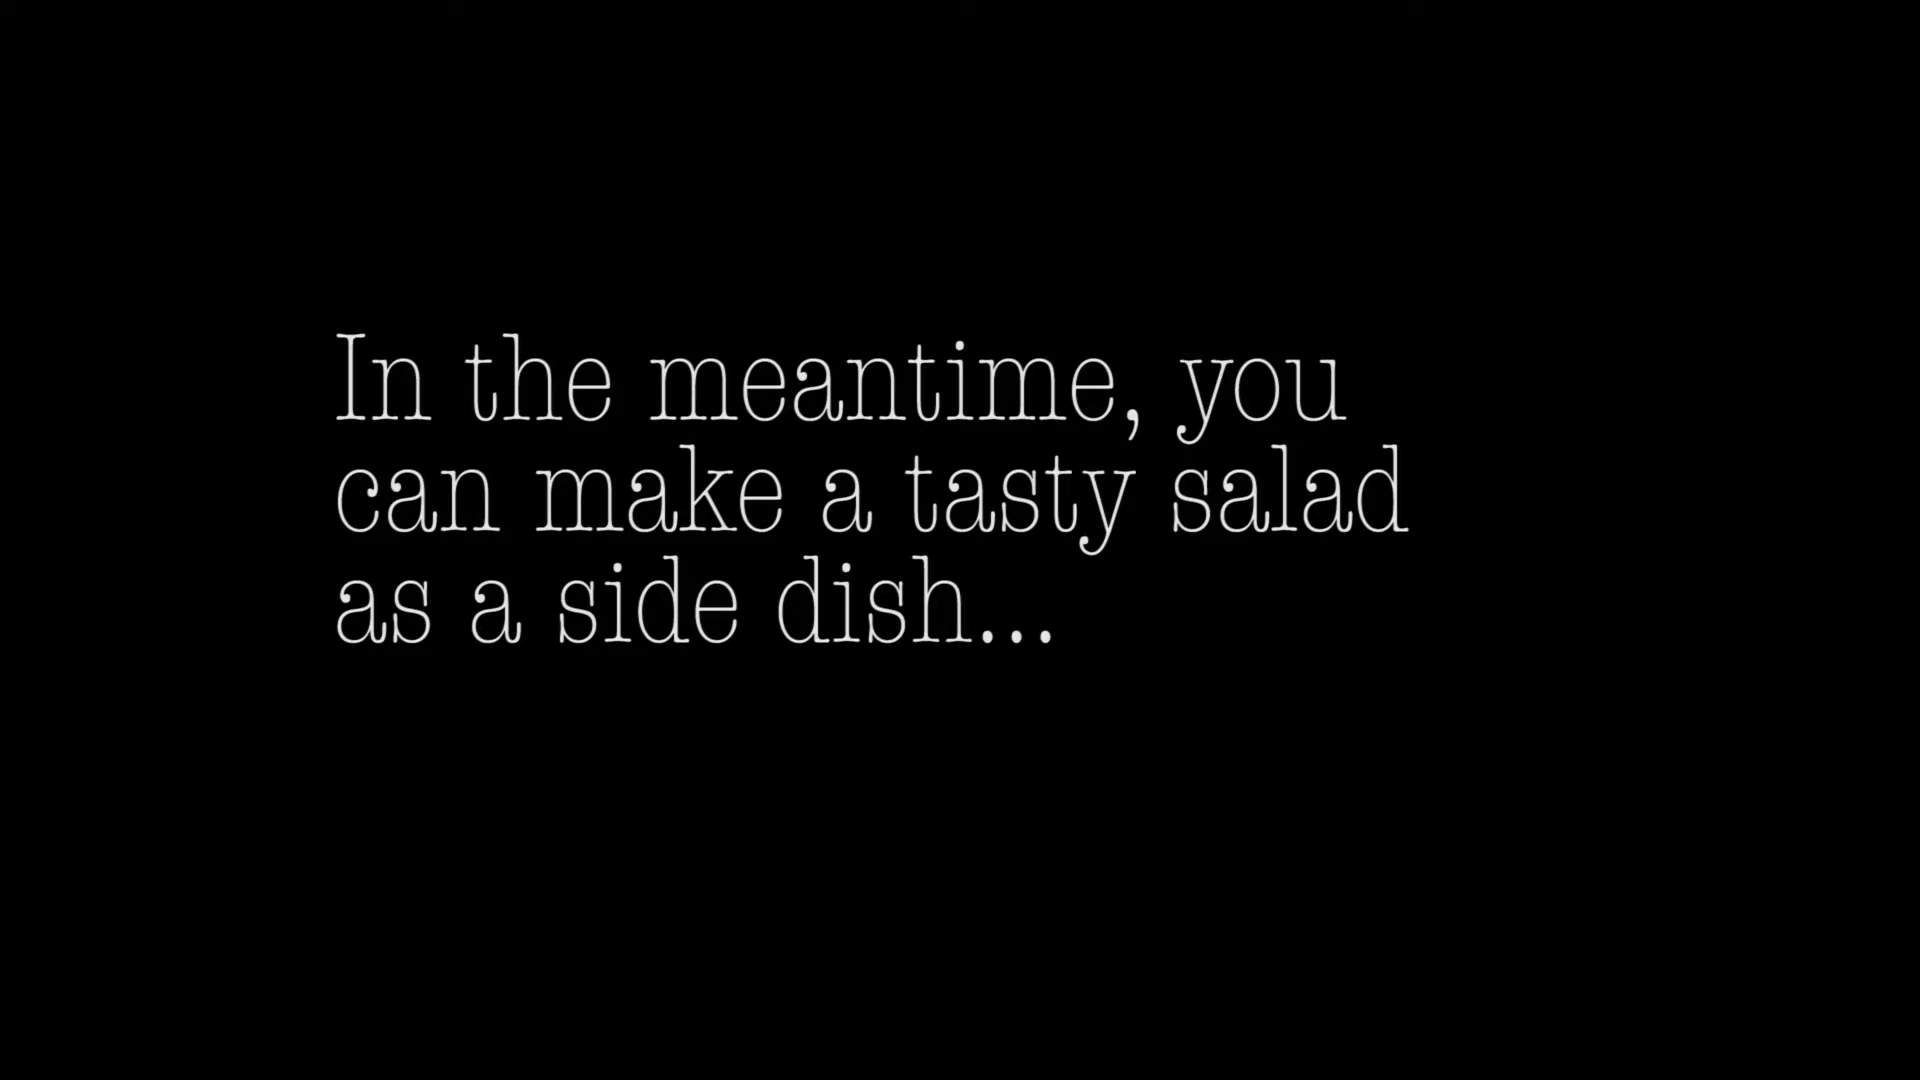 In the meantime, you
can make a tasty salad
as a side dish...